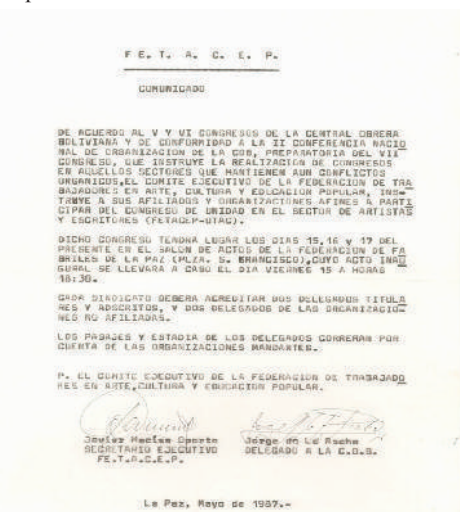 FE. T. A. C. E. P.
COMUNICADO
DE ACUERDO AL V Y VI CONGRESOS DE LA CENTRAL OBRERA
BOLIVIANA Y DE CONFORMIDAD A LA II CONFERENCIA NACIO
NAL DE ORGANIZACION DE LA COB, PREPARATORIA DEL VII
CONGRESO, QUE INSTRUYE LA REALIZACION DE CONGRESOS
EN AQUELLOS SECTORES QUE MANTIENEN AUN CONFLICTOS
ORGANICOS,EL COMITE EJECUTIVO DE LA FEDERACION DE TRA
BAJADORES EN ARTE, CULTURA Y EDUCACION POPULAR, INS-
TRUYE A SUS AFILIADOS Y ORGANIZACIONES AFINES A PARTI
CIPAR DEL CONGRESO DE UNIDAD EN EL SECTOR DE ARTISTAS
Y ESCRITORES (FETACEP-UTAC).
DICHO CONGRESO TENDRA LUGAR LOS DIAS 15,16 y 17 DEL
PRESENTE EN EL SALON DE ACTOS DE LA FEDERACION DE FA
BRILES DE LA PAZ (PLZA. S. FRANCISCO),CUYO ACTO INAU
GURAL SE LLEVARA A CABO EL DIA VIERNES 15 A HORAS
18:30.
CADA SINDICATO DEBERA ACREDITAR DOS DELEGADOS TITULA
RES Y ADSCRITOS, Y DOS DELEGADOS DE LAS ORGANIZACIO-
NES NO AFILIADAS.
LOS PASAJES Y ESTADIA DE LOS DELEGADOS CORRERAN POR
CUENTA DE LAS ORGANIZACIONES MANDANTES.
P. EL COMITE EJECUTIVO DE LA FEDERACION DE TRABAJADO
RES EN ARTE,CULTURA Y EDUCACION POPULAR.
Javier Macías Oporto Jorge de La
SECRETARIO EJECUTIVO DELEGADO A LA C.O.B.
FE.T.A.C.E.P.
La Paz, Mayo de 1987.-